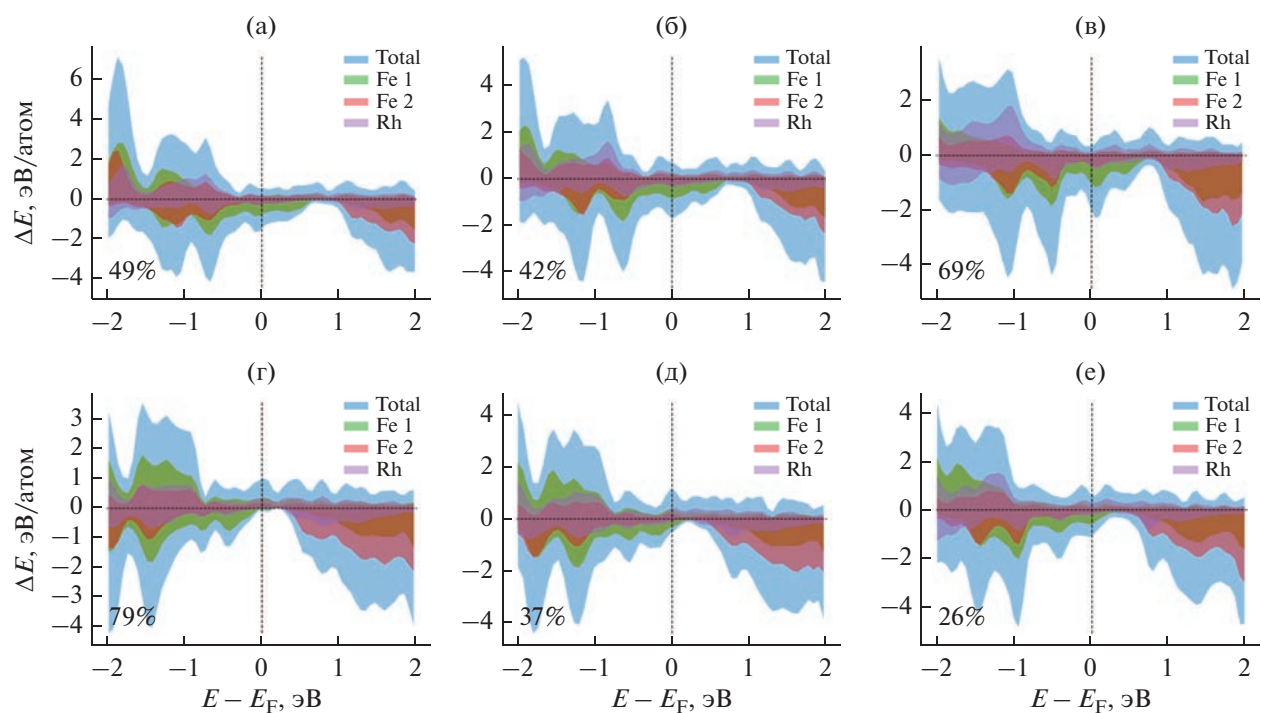 (а)
ΔE, эВ/атом
6
4
2
0
−2
−4
Total
Fe 1
Fe 2
Rh
49%
−2 −1 0 1 2
(б)
4
2
0
−2
−4
Total
Fe 1
Fe 2
Rh
42%
−2 −1 0 1 2
(в)
2
0
−2
−4
Total
Fe 1
Fe 2
Rh
69%
−2 −1 0 1 2
(г)
ΔE, эВ/атом
3
2
1
0
−1
−2
−3
−4
Total
Fe 1
Fe 2
Rh
79%
−2 −1 0 1 2
E − E_F, эВ
(д)
4
2
0
−2
−4
Total
Fe 1
Fe 2
Rh
37%
−2 −1 0 1 2
E − E_F, эВ
(е)
4
2
0
−2
−4
Total
Fe 1
Fe 2
Rh
26%
−2 −1 0 1 2
E − E_F, эВ